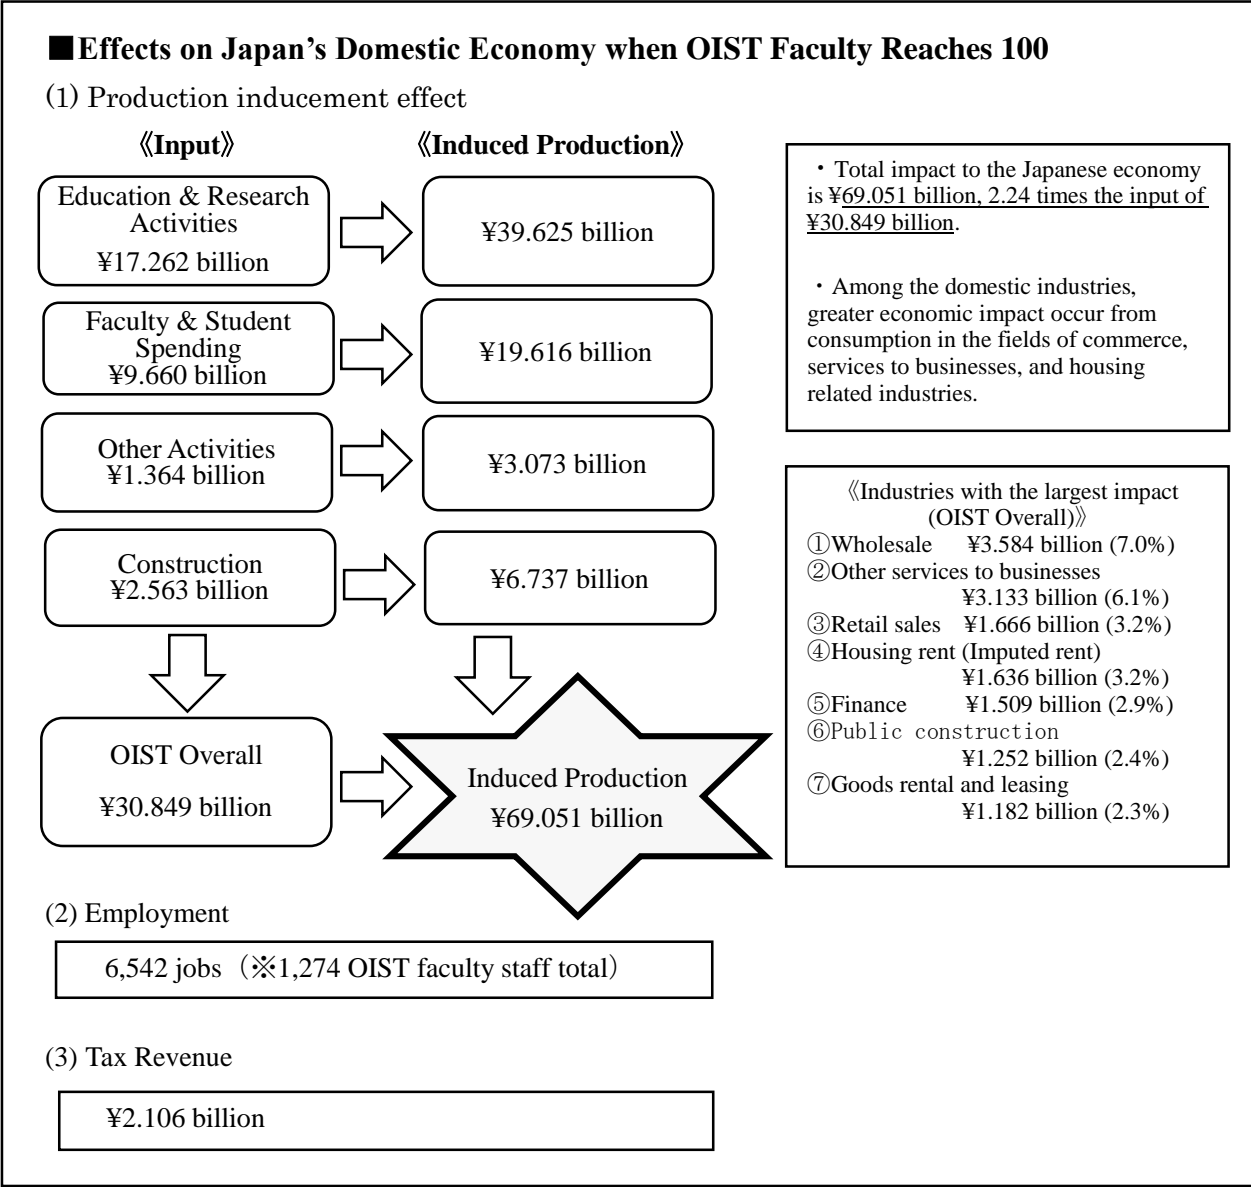 ■Effects on Japan’s Domestic Economy when OIST Faculty Reaches 100
(1) Production inducement effect
《Input》
《Induced Production》
Education & Research
Activities
¥17.262 billion
¥39.625 billion
Faculty & Student
Spending
¥9.660 billion
¥19.616 billion
Other Activities
¥1.364 billion
¥3.073 billion
Construction
¥2.563 billion
¥6.737 billion
OIST Overall
¥30.849 billion
Induced Production
¥69.051 billion
・Total impact to the Japanese economy
is ¥69.051 billion, 2.24 times the input of
¥30.849 billion.
・Among the domestic industries,
greater economic impact occur from
consumption in the fields of commerce,
services to businesses, and housing
related industries.
《Industries with the largest impact
(OIST Overall)》
①Wholesale ¥3.584 billion (7.0%)
②Other services to businesses
¥3.133 billion (6.1%)
③Retail sales ¥1.666 billion (3.2%)
④Housing rent (Imputed rent)
¥1.636 billion (3.2%)
⑤Finance ¥1.509 billion (2.9%)
⑥Public construction
¥1.252 billion (2.4%)
⑦Goods rental and leasing
¥1.182 billion (2.3%)
(2) Employment
6,542 jobs（※1,274 OIST faculty staff total）
(3) Tax Revenue
¥2.106 billion